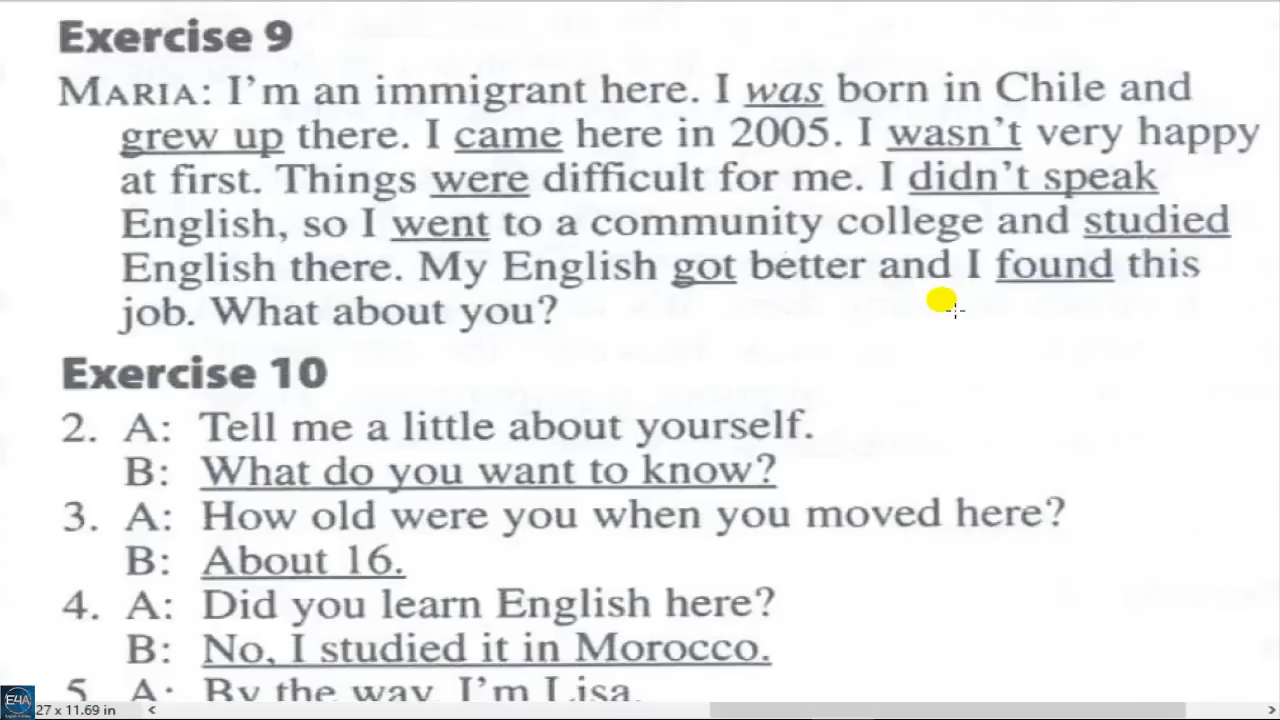 Exercise 9
MARIA: I'm an immigrant here. I was born in Chile and
grew up there. I came here in 2005. I wasn't very happy
at first. Things were difficult for me. I didn't speak
English, so I went to a community college and studied
English there. My English got better and I found this
job. What about you?
Exercise 10
2. A: Tell me a little about yourself.
B: What do you want to know?
3. A: How old were you when you moved here?
B: About 16.
4. A: Did you learn English here?
B: No, I studied it in Morocco.
5. A: By the way, I'm Lisa.
E4A
27 x 11.69 in